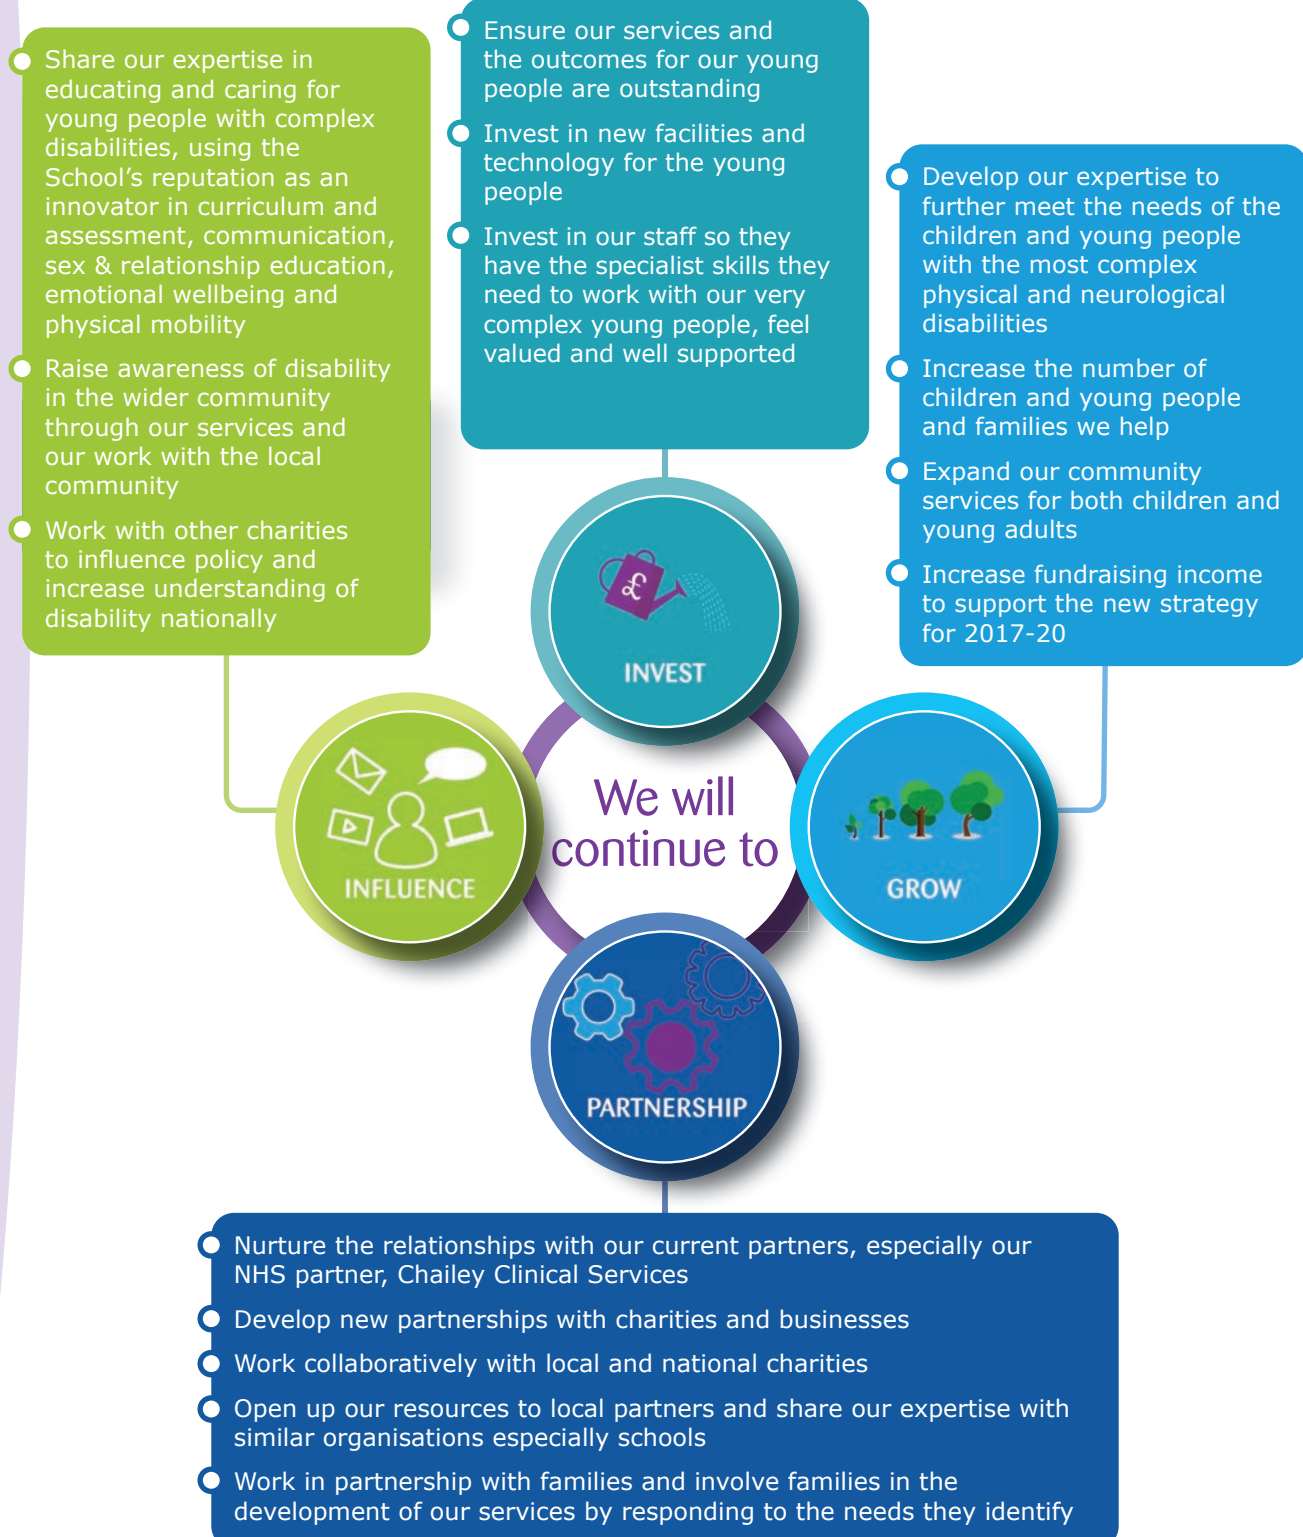 Share our expertise in
educating and caring for
young people with complex
disabilities, using the
School’s reputation as an
innovator in curriculum and
assessment, communication,
sex & relationship education,
emotional wellbeing and
physical mobility
Raise awareness of disability
in the wider community
through our services and
our work with the local
community
Work with other charities
to influence policy and
increase understanding of
disability nationally
Ensure our services and
the outcomes for our young
people are outstanding
Invest in new facilities and
technology for the young
people
Invest in our staff so they
have the specialist skills they
need to work with our very
complex young people, feel
valued and well supported
Develop our expertise to
further meet the needs of the
children and young people
with the most complex
physical and neurological
disabilities
Increase the number of
children and young people
and families we help
Expand our community
services for both children and
young adults
Increase fundraising income
to support the new strategy
for 2017-20
£
INVEST
INFLUENCE
We will
continue to
GROW
PARTNERSHIP
Nurture the relationships with our current partners, especially our
NHS partner, Chailey Clinical Services
Develop new partnerships with charities and businesses
Work collaboratively with local and national charities
Open up our resources to local partners and share our expertise with
similar organisations especially schools
Work in partnership with families and involve families in the
development of our services by responding to the needs they identify